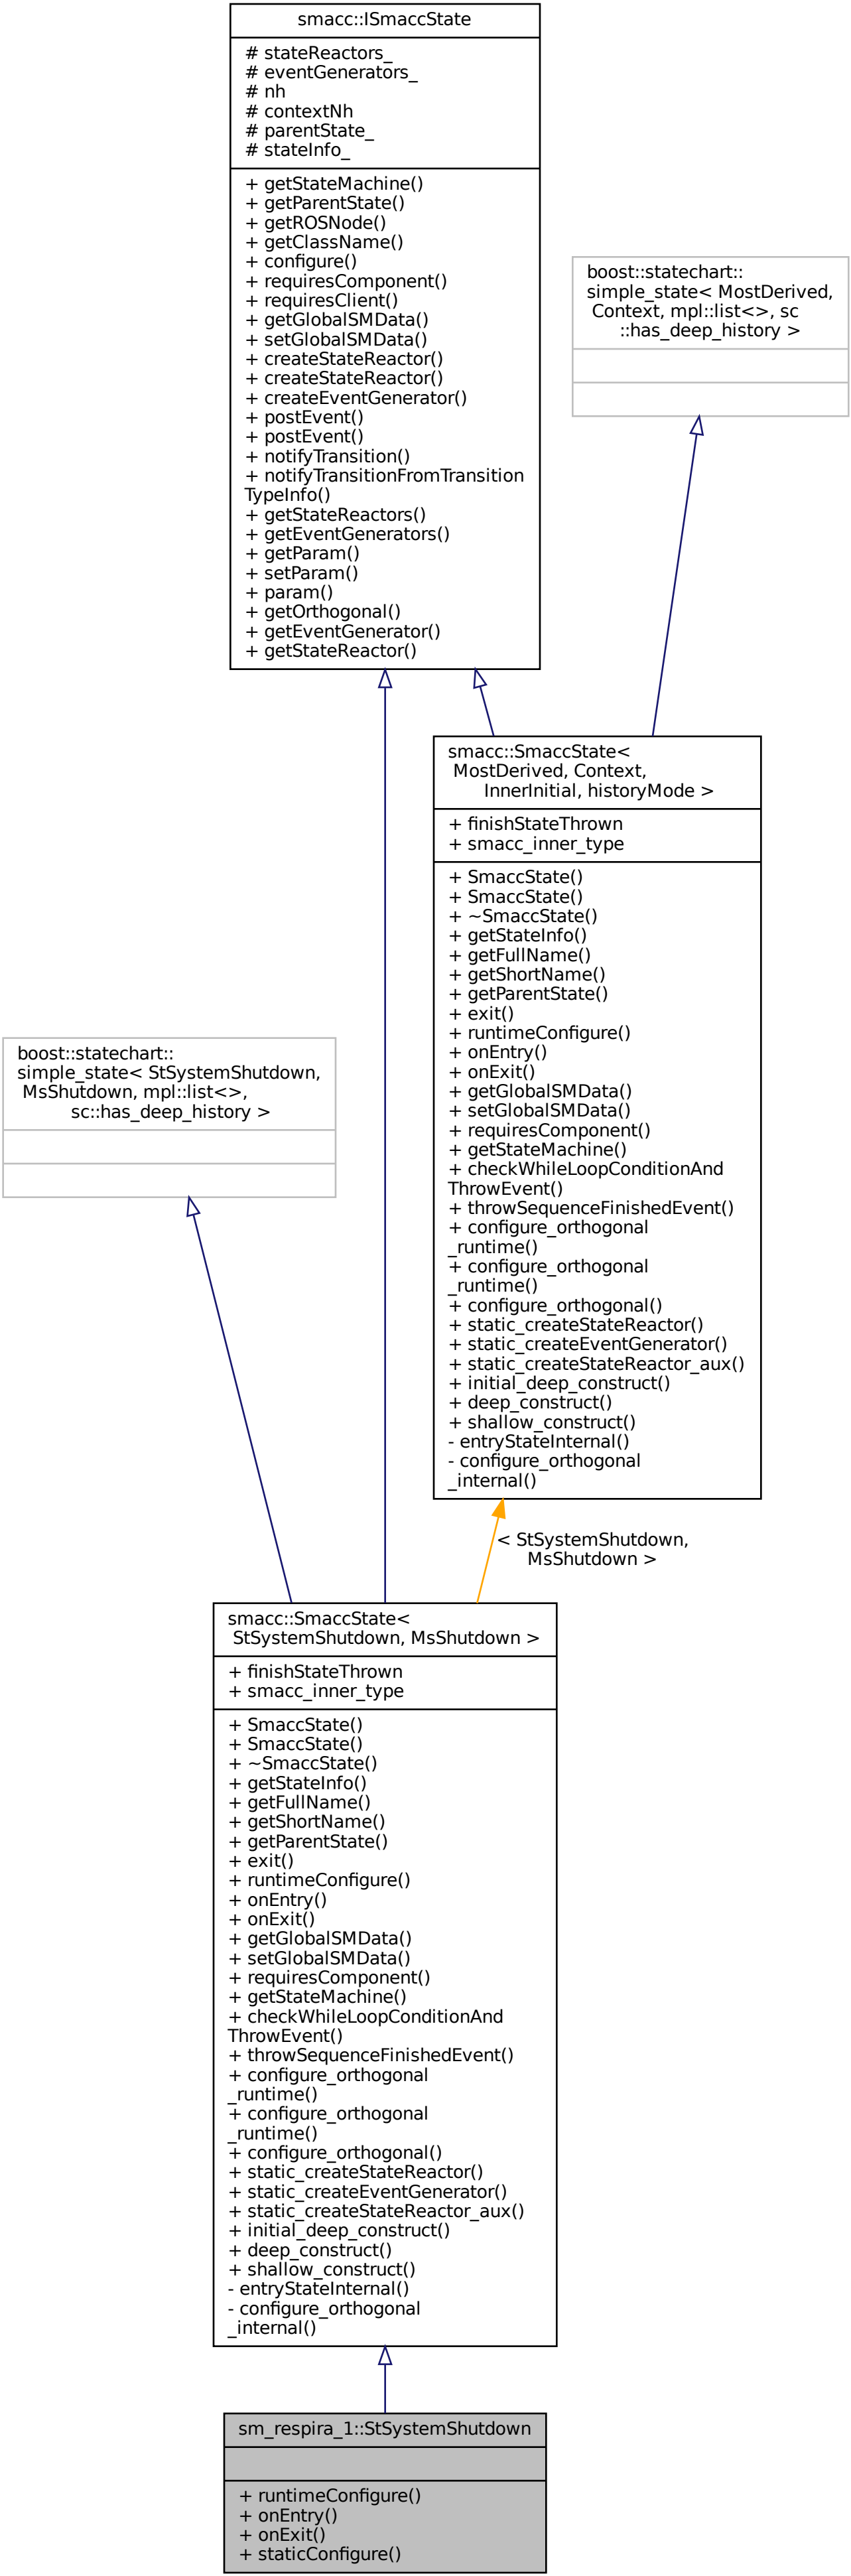 smacc::ISmaccState
# stateReactors_
# eventGenerators_
# nh
# contextNh
# parentState_
# stateInfo_
+ getStateMachine()
+ getParentState()
+ getROSNode()
+ getClassName()
+ configure()
+ requiresComponent()
+ requiresClient()
+ getGlobalSMData()
+ setGlobalSMData()
+ createStateReactor()
+ createStateReactor()
+ createEventGenerator()
+ postEvent()
+ postEvent()
+ notifyTransition()
+ notifyTransitionFromTransition
TypeInfo()
+ getStateReactors()
+ getEventGenerators()
+ getParam()
+ setParam()
+ param()
+ getOrthogonal()
+ getEventGenerator()
+ getStateReactor()
boost::statechart::
simple_state< MostDerived,
Context, mpl::list<>, sc
::has_deep_history >
smacc::SmaccState<
MostDerived, Context,
InnerInitial, historyMode >
+ finishStateThrown
+ smacc_inner_type
+ SmaccState()
+ SmaccState()
+ ~SmaccState()
+ getStateInfo()
+ getFullName()
+ getShortName()
+ getParentState()
+ exit()
+ runtimeConfigure()
+ onEntry()
+ onExit()
+ getGlobalSMData()
+ setGlobalSMData()
+ requiresComponent()
+ getStateMachine()
+ checkWhileLoopConditionAnd
ThrowEvent()
+ throwSequenceFinishedEvent()
+ configure_orthogonal
_runtime()
+ configure_orthogonal
_runtime()
+ configure_orthogonal()
+ static_createStateReactor()
+ static_createEventGenerator()
+ static_createStateReactor_aux()
+ initial_deep_construct()
+ deep_construct()
+ shallow_construct()
- entryStateInternal()
- configure_orthogonal
_internal()
boost::statechart::
simple_state< StSystemShutdown,
MsShutdown, mpl::list<>,
sc::has_deep_history >
< StSystemShutdown,
MsShutdown >
smacc::SmaccState<
StSystemShutdown, MsShutdown >
+ finishStateThrown
+ smacc_inner_type
+ SmaccState()
+ SmaccState()
+ ~SmaccState()
+ getStateInfo()
+ getFullName()
+ getShortName()
+ getParentState()
+ exit()
+ runtimeConfigure()
+ onEntry()
+ onExit()
+ getGlobalSMData()
+ setGlobalSMData()
+ requiresComponent()
+ getStateMachine()
+ checkWhileLoopConditionAnd
ThrowEvent()
+ throwSequenceFinishedEvent()
+ configure_orthogonal
_runtime()
+ configure_orthogonal
_runtime()
+ configure_orthogonal()
+ static_createStateReactor()
+ static_createEventGenerator()
+ static_createStateReactor_aux()
+ initial_deep_construct()
+ deep_construct()
+ shallow_construct()
- entryStateInternal()
- configure_orthogonal
_internal()
sm_respira_1::StSystemShutdown
+ runtimeConfigure()
+ onEntry()
+ onExit()
+ staticConfigure()